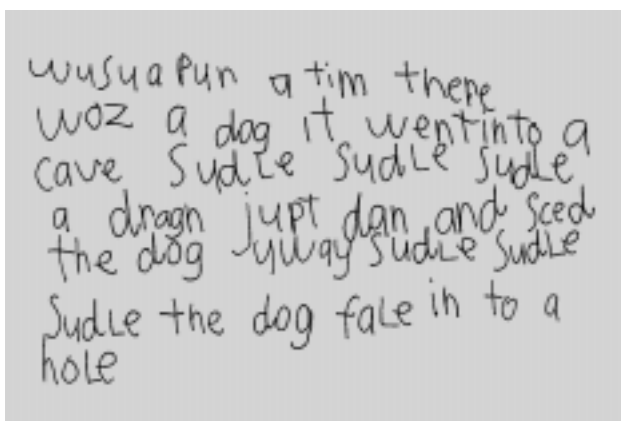 wusuapun a tim there
woz a dog it wentinto a
cave sudLe sudLe sudLe
a dragn jupt dan and sced
the dog yway sudLe sudLe
sudLe the dog faLe in to a
hoLe